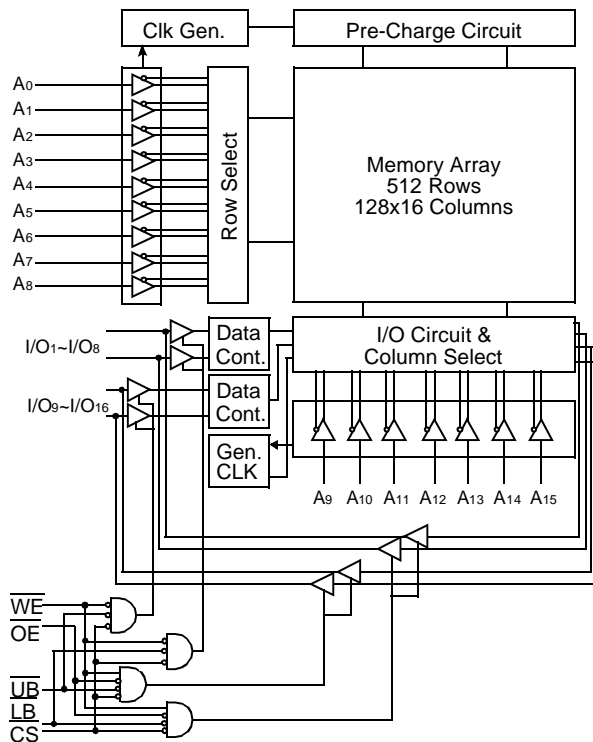 Clk Gen.
Pre-Charge Circuit
A0
A1
A2
A3
A4
A5
A6
A7
A8
Row Select
Memory Array
512 Rows
128x16 Columns
I/O1~I/O8
Data
Cont.
I/O Circuit &
Column Select
I/O9~I/O16
Data
Cont.
Gen.
CLK
A9 A10 A11 A12 A13 A14 A15
WE
OE
UB
LB
CS